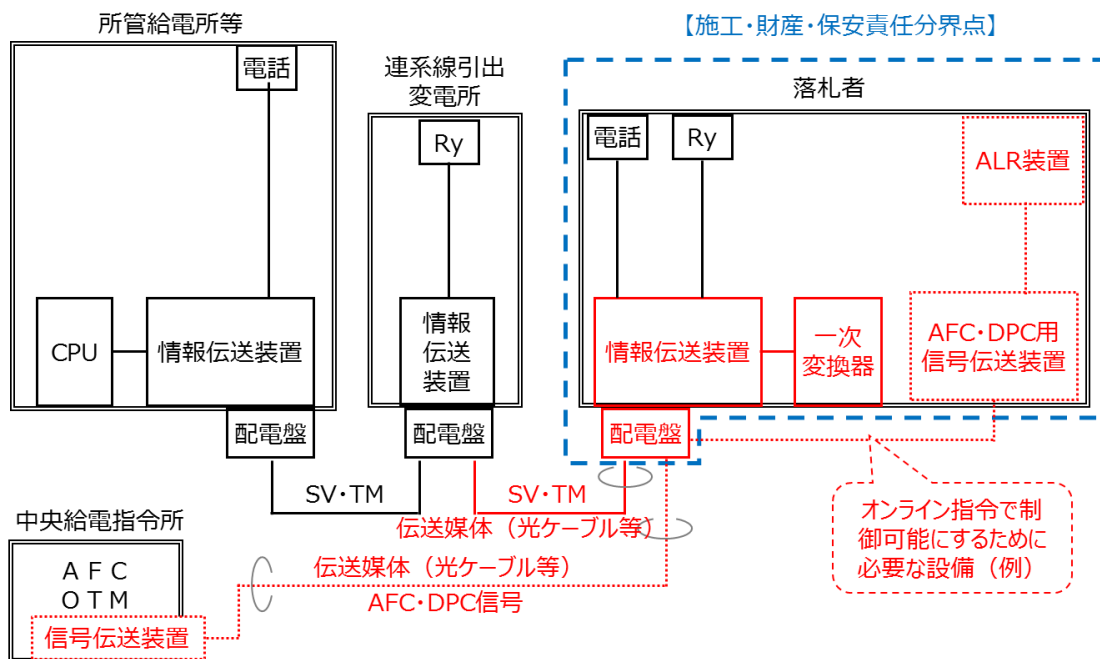 所管給電所等
電話
CPU
情報伝送装置
配電盤
連系線引出
変電所
Ry
情報
伝送
装置
配電盤
【施工・財産・保安責任分界点】
落札者
電話
Ry
ALR装置
情報伝送装置
一次
変換器
AFC・DPC用
信号伝送装置
配電盤
SV・TM
SV・TM
伝送媒体（光ケーブル等）
オンライン指令で制
御可能にするために
必要な設備（例）
中央給電指令所
ＡＦＣ
ＯＴＭ
信号伝送装置
伝送媒体（光ケーブル等）
AFC・DPC信号